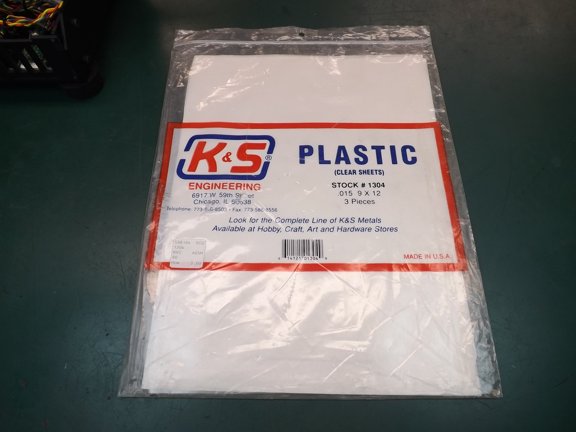 K&S®
ENGINEERING
6917 W. 59th Street
Chicago, IL 60638
PLASTIC
(CLEAR SHEETS)
STOCK # 1304
.015 9 X 12
3 Pieces
Look for the Complete Line of K&S Metals
Available at Hobby, Craft, Art and Hardware Stores
MADE IN U.S.A.